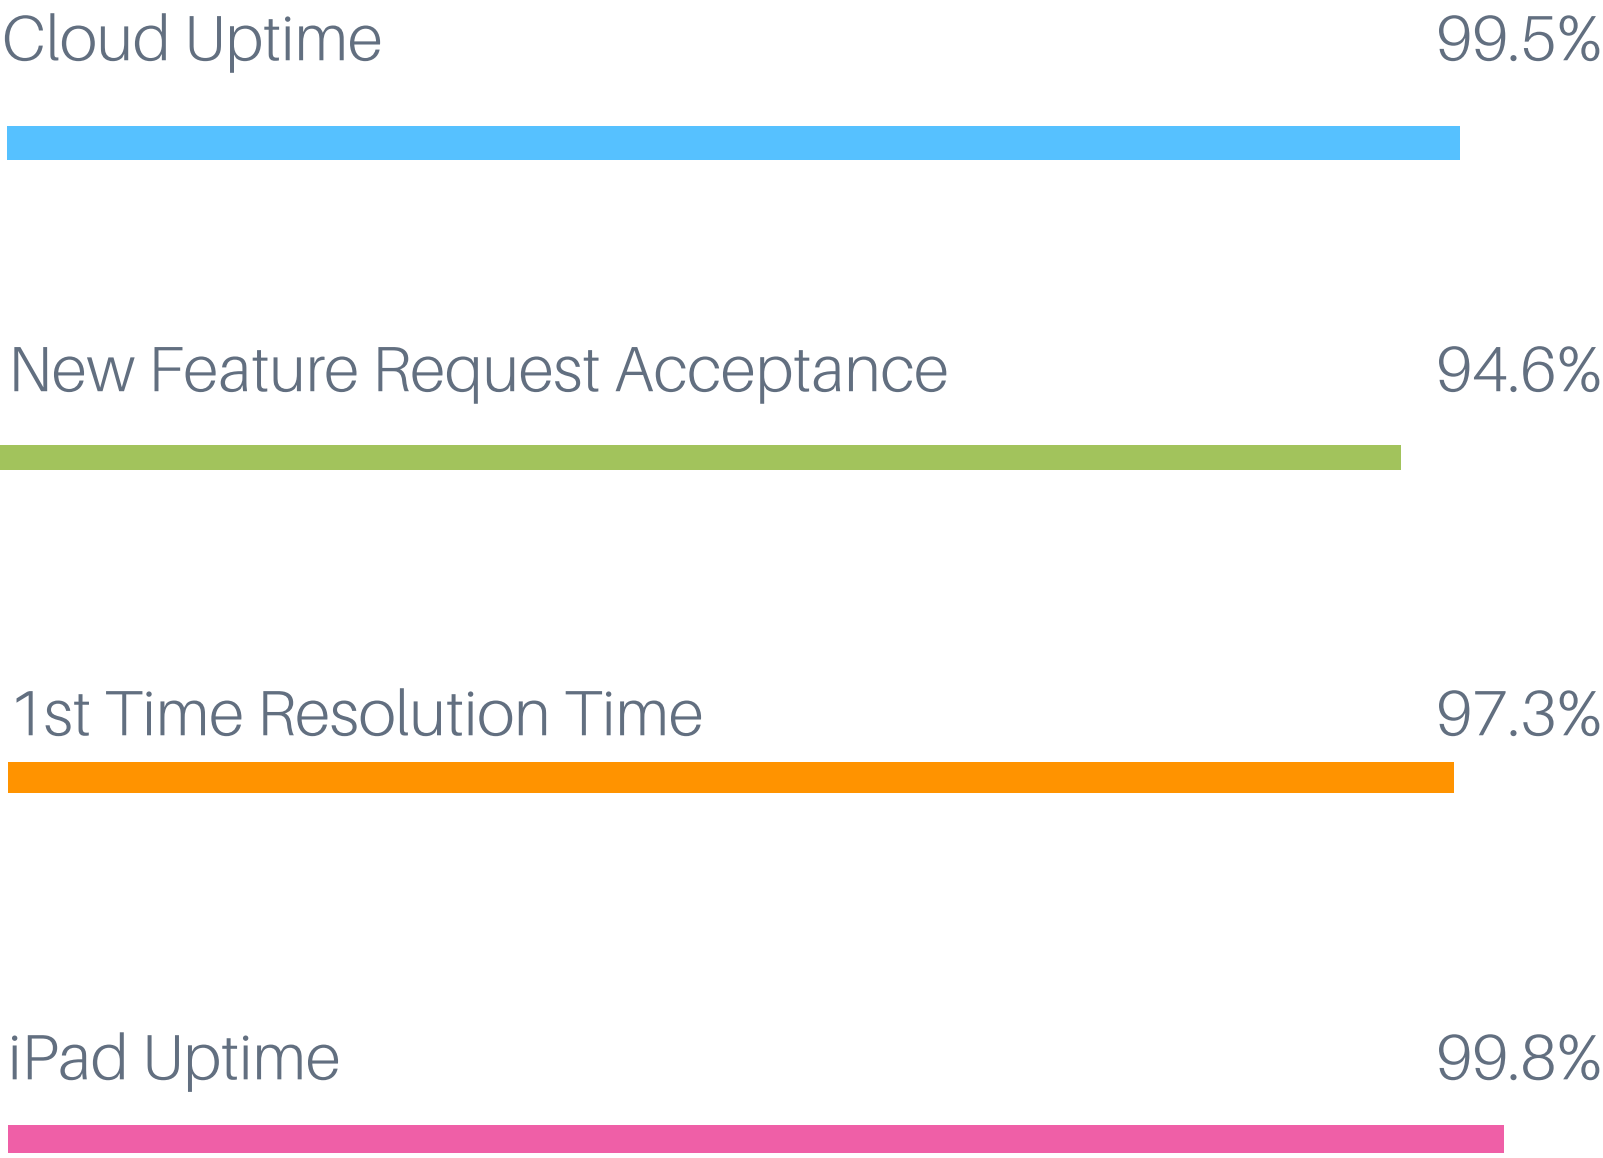 Cloud Uptime 99.5%
New Feature Request Acceptance 94.6%
1st Time Resolution Time 97.3%
iPad Uptime 99.8%